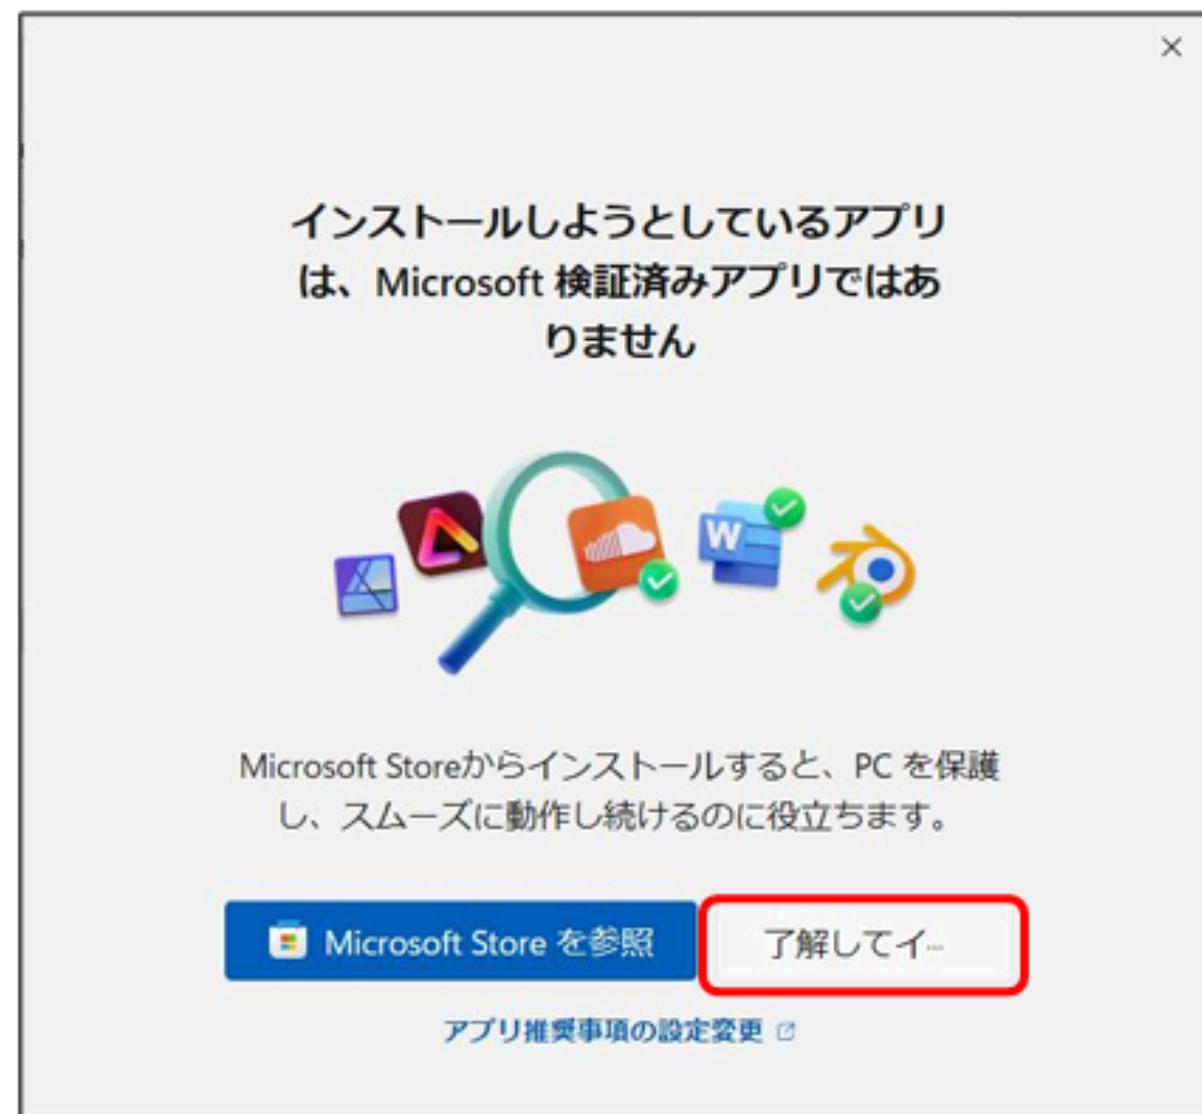 インストールしようとしているアプリ
は、Microsoft 検証済みアプリではあ
りません
W
Microsoft Storeからインストールすると、PC を保護
し、スムーズに動作し続けるのに役立ちます。
Microsoft Store を参照
了解してイ...
アプリ推奨事項の設定変更